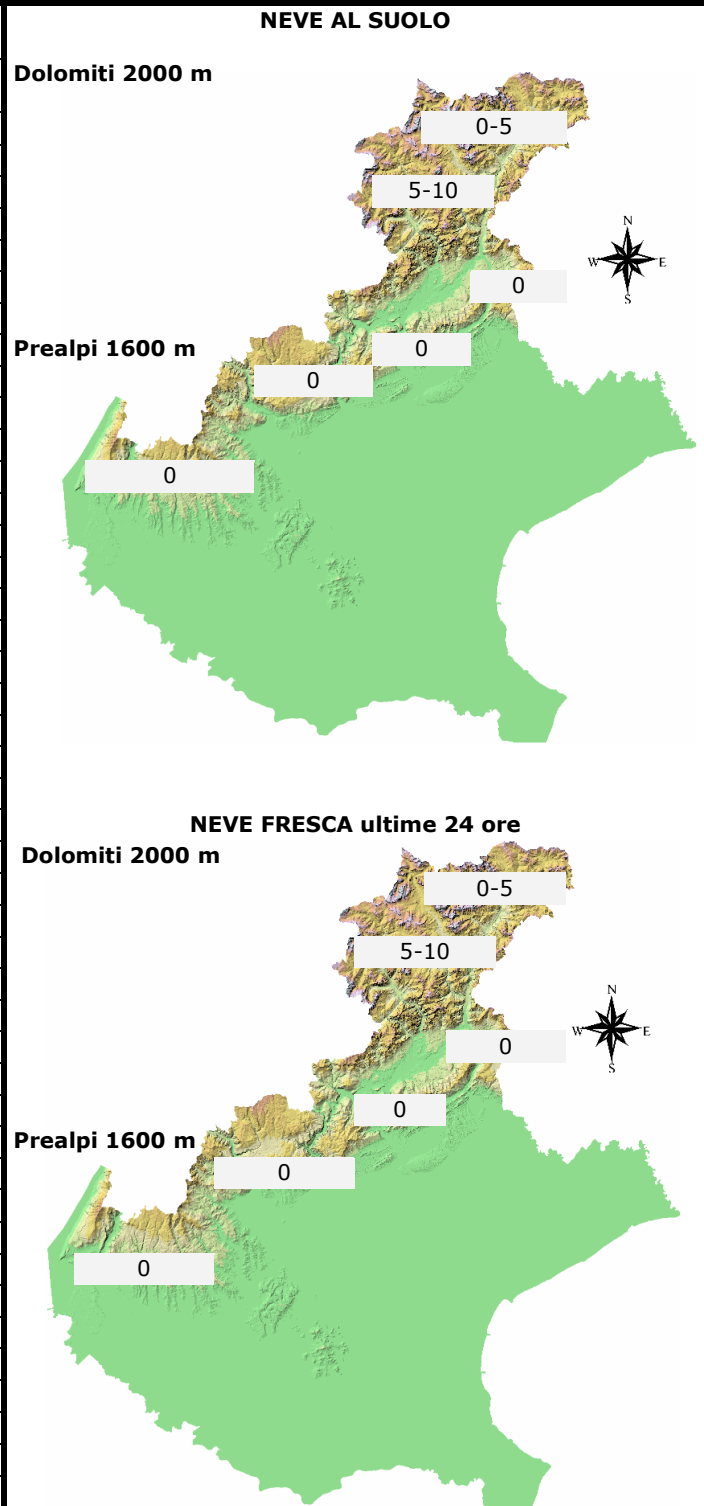 NEVE AL SUOLO
Dolomiti 2000 m
0-5
5-10
N
W E
S
0
Prealpi 1600 m
0
0
0
NEVE FRESCA ultime 24 ore
Dolomiti 2000 m
0-5
5-10
N
W E
S
0
0
Prealpi 1600 m
0
0